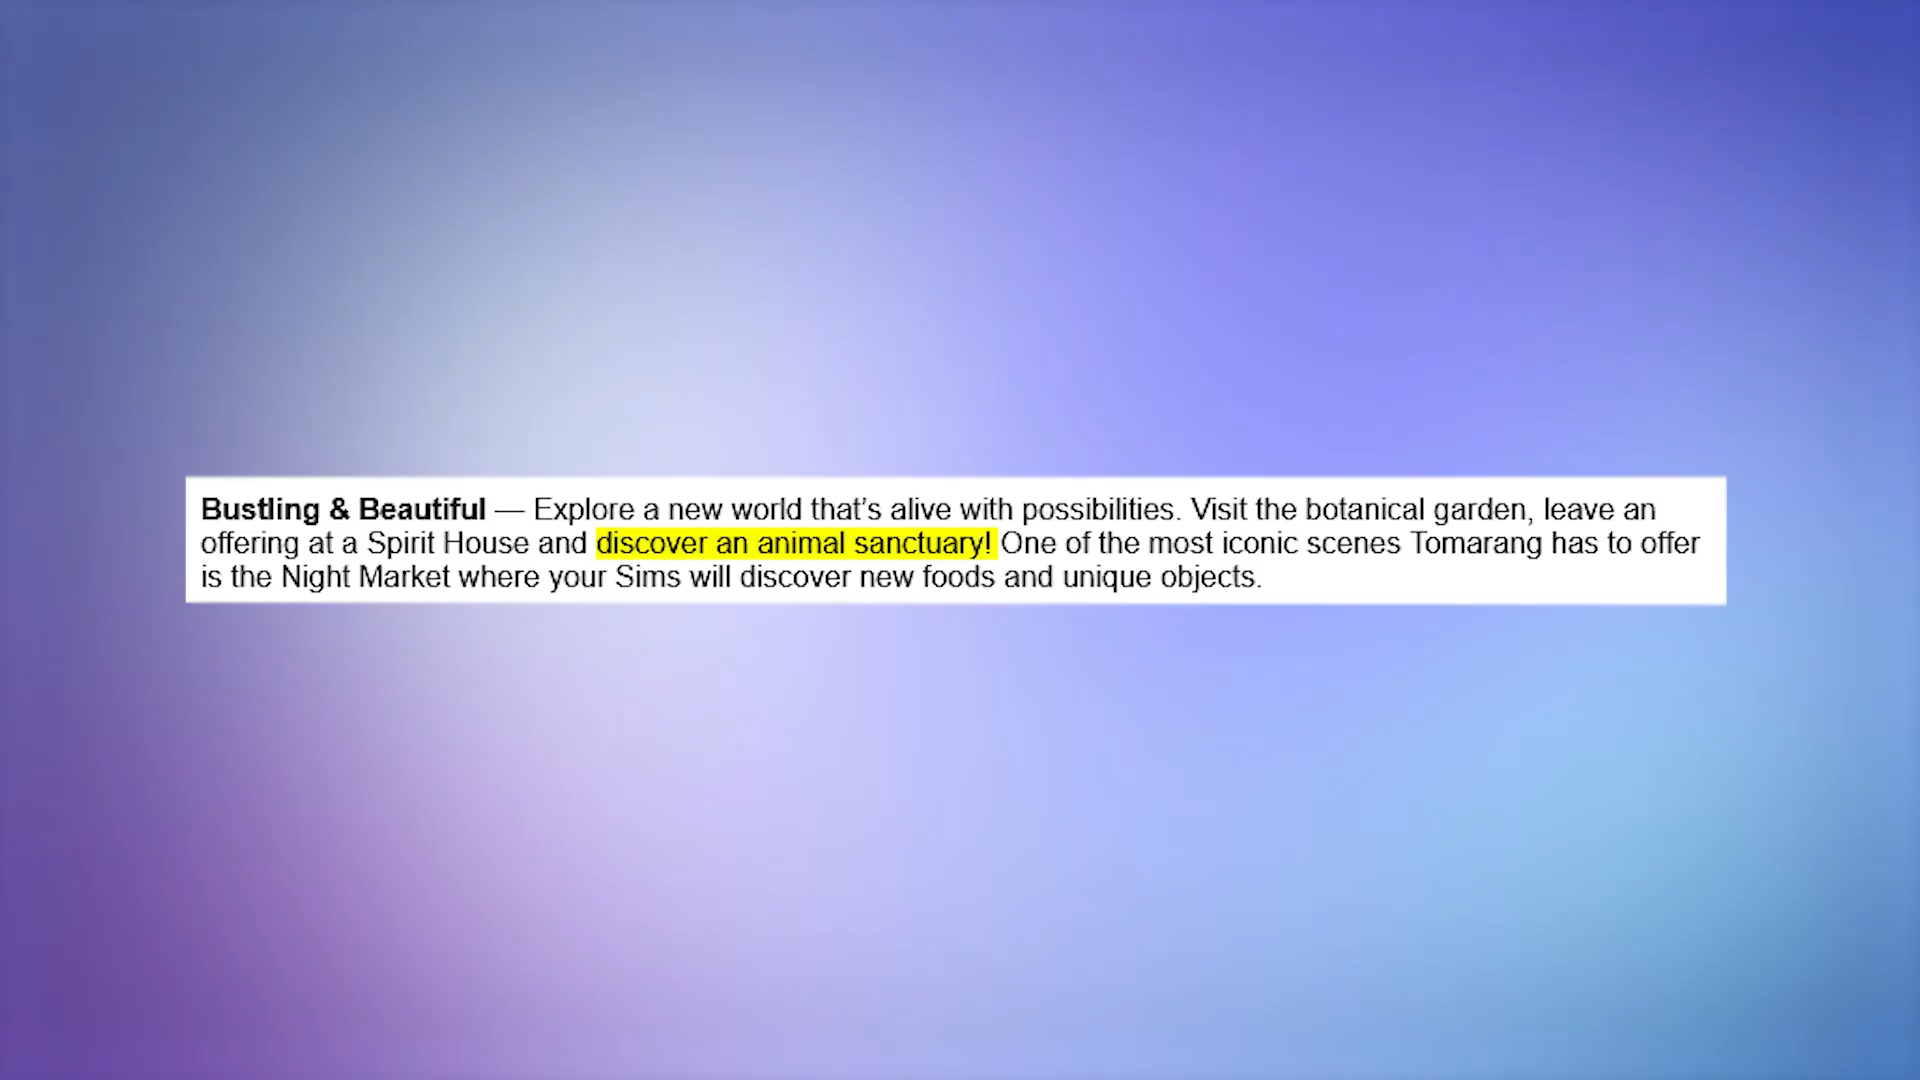 Bustling & Beautiful — Explore a new world that's alive with possibilities. Visit the botanical garden, leave an
offering at a Spirit House and discover an animal sanctuary! One of the most iconic scenes Tomarang has to offer
is the Night Market where your Sims will discover new foods and unique objects.